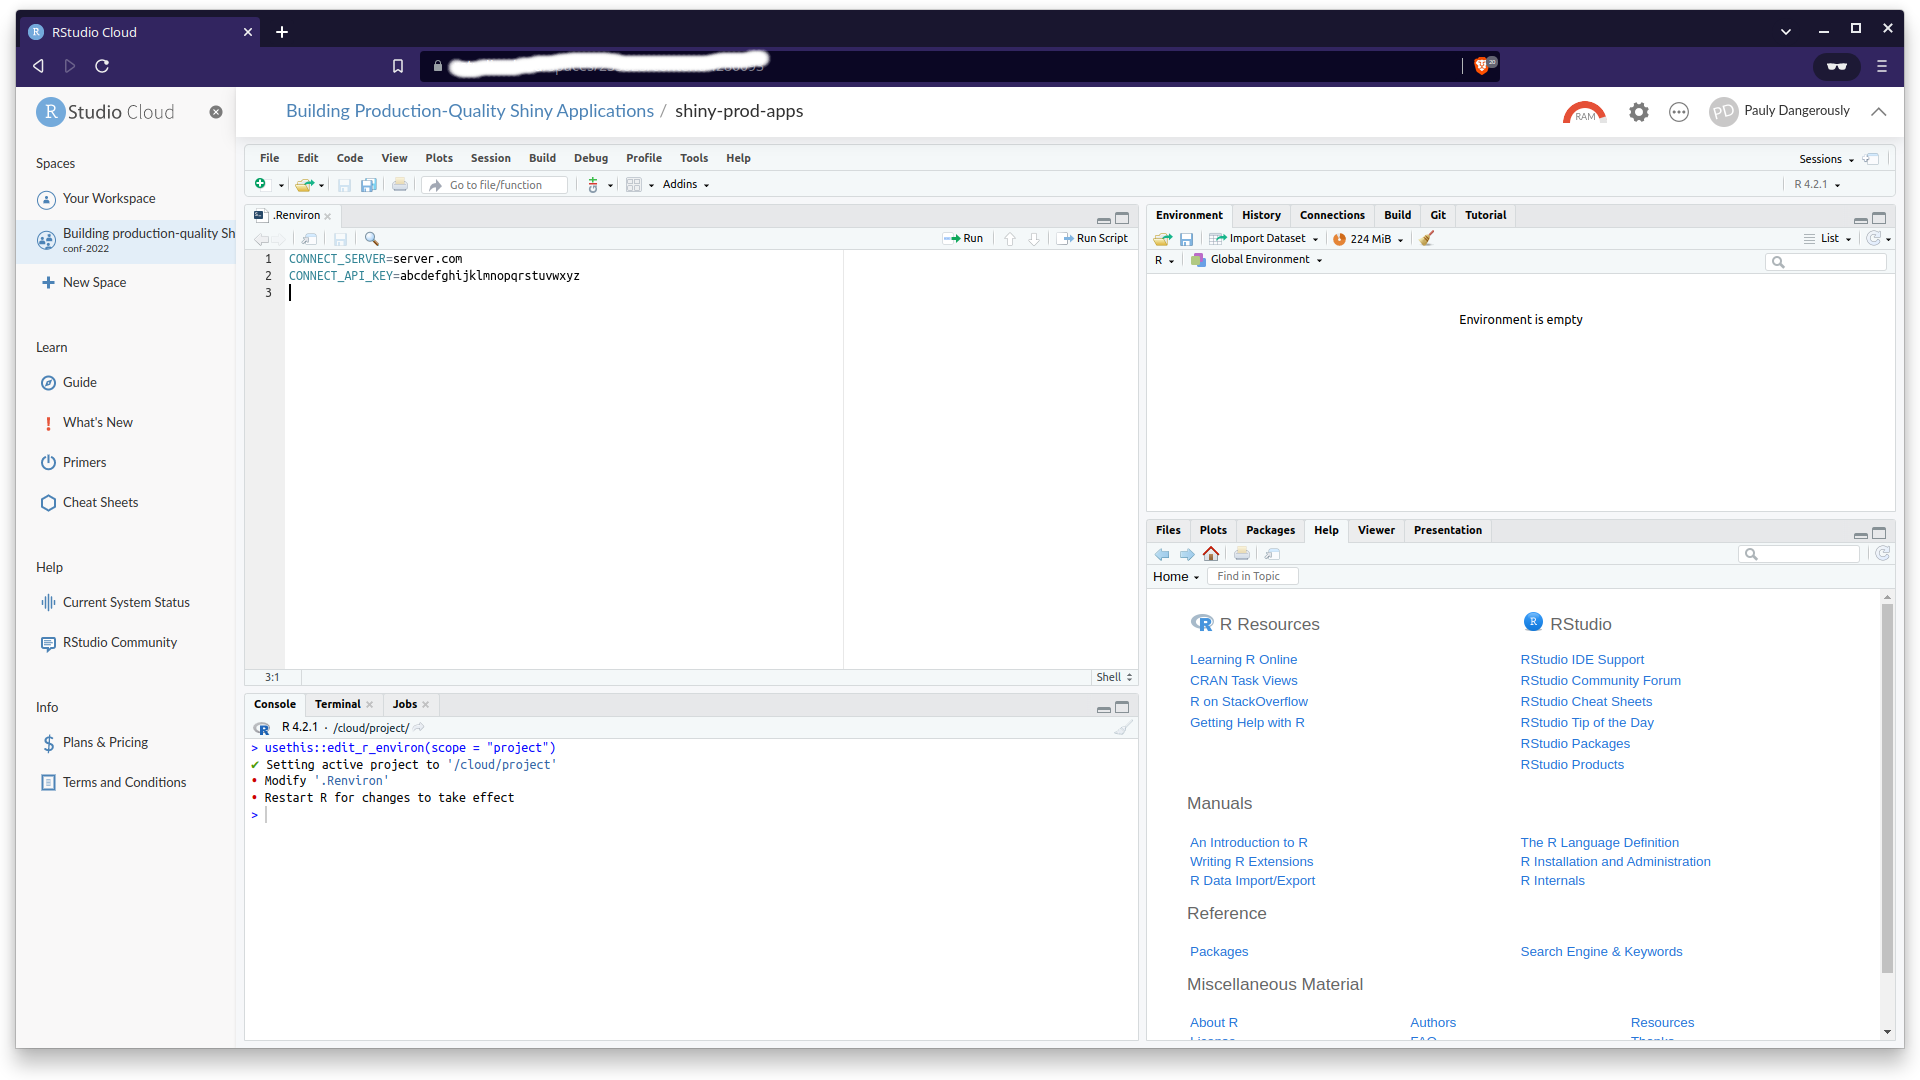 RStudio Cloud
20
R Studio Cloud
Building Production-Quality Shiny Applications / shiny-prod-apps
RAM
PD
Pauly Dangerously
Spaces
Your Workspace
Building production-quality Sh
conf-2022
New Space
Learn
Guide
What's New
Primers
Cheat Sheets
Help
Current System Status
RStudio Community
Info
Plans & Pricing
Terms and Conditions
File Edit Code View Plots Session Build Debug Profile Tools Help
Sessions
Go to file/function
Addins
R 4.2.1
.Renviron
Run
Run Script
1 CONNECT_SERVER=server.com
2 CONNECT_API_KEY=abcdefghijklmnopqrstuvwxyz
3
3:1
Shell
Console Terminal Jobs
R 4.2.1 · /cloud/project/
> usethis::edit_r_environ(scope = "project")
✔ Setting active project to '/cloud/project'
• Modify '.Renviron'
• Restart R for changes to take effect
>
Environment History Connections Build Git Tutorial
Import Dataset
224 MiB
List
R
Global Environment
Environment is empty
Files Plots Packages Help Viewer Presentation
Home
Find in Topic
R Resources
Learning R Online
CRAN Task Views
R on StackOverflow
Getting Help with R
RStudio
RStudio IDE Support
RStudio Community Forum
RStudio Cheat Sheets
RStudio Tip of the Day
RStudio Packages
RStudio Products
Manuals
An Introduction to R
Writing R Extensions
R Data Import/Export
The R Language Definition
R Installation and Administration
R Internals
Reference
Packages
Search Engine & Keywords
Miscellaneous Material
About R
Authors
Resources